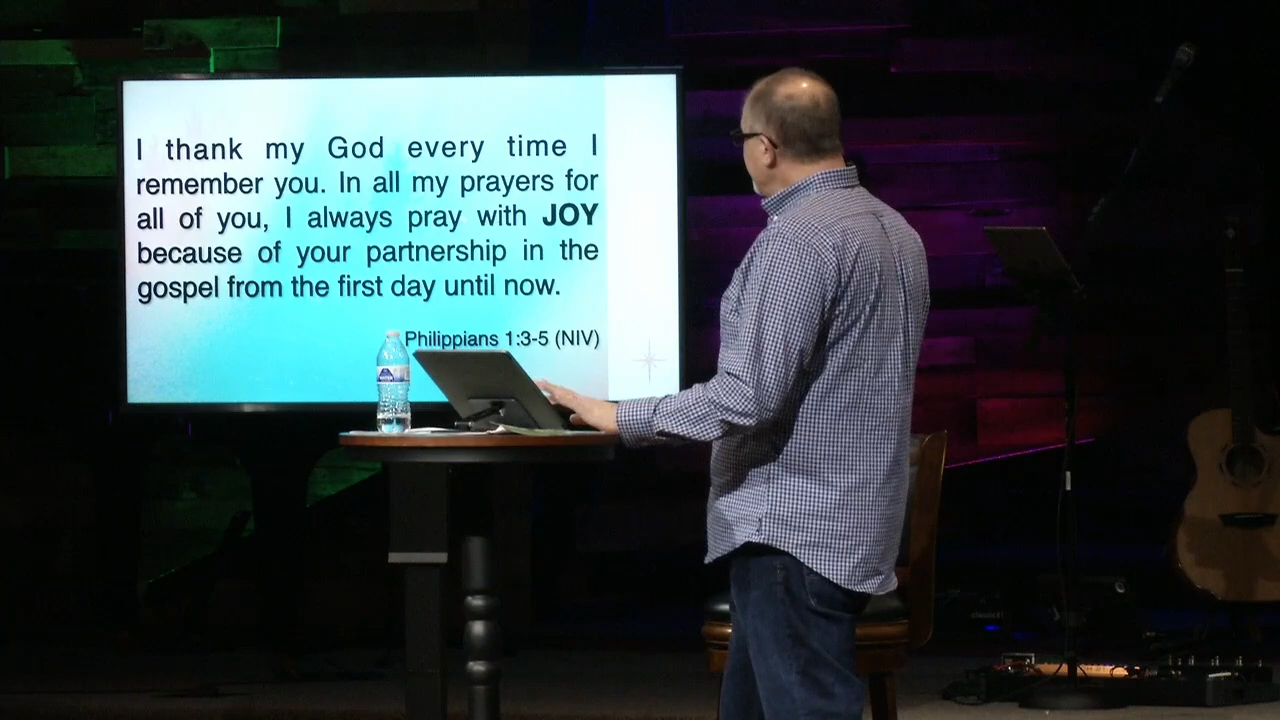 I thank my God every time I
remember you. In all my prayers for
all of you, I always pray with JOY
because of your partnership in the
gospel from the first day until now.
Philippians 1:3-5 (NIV)